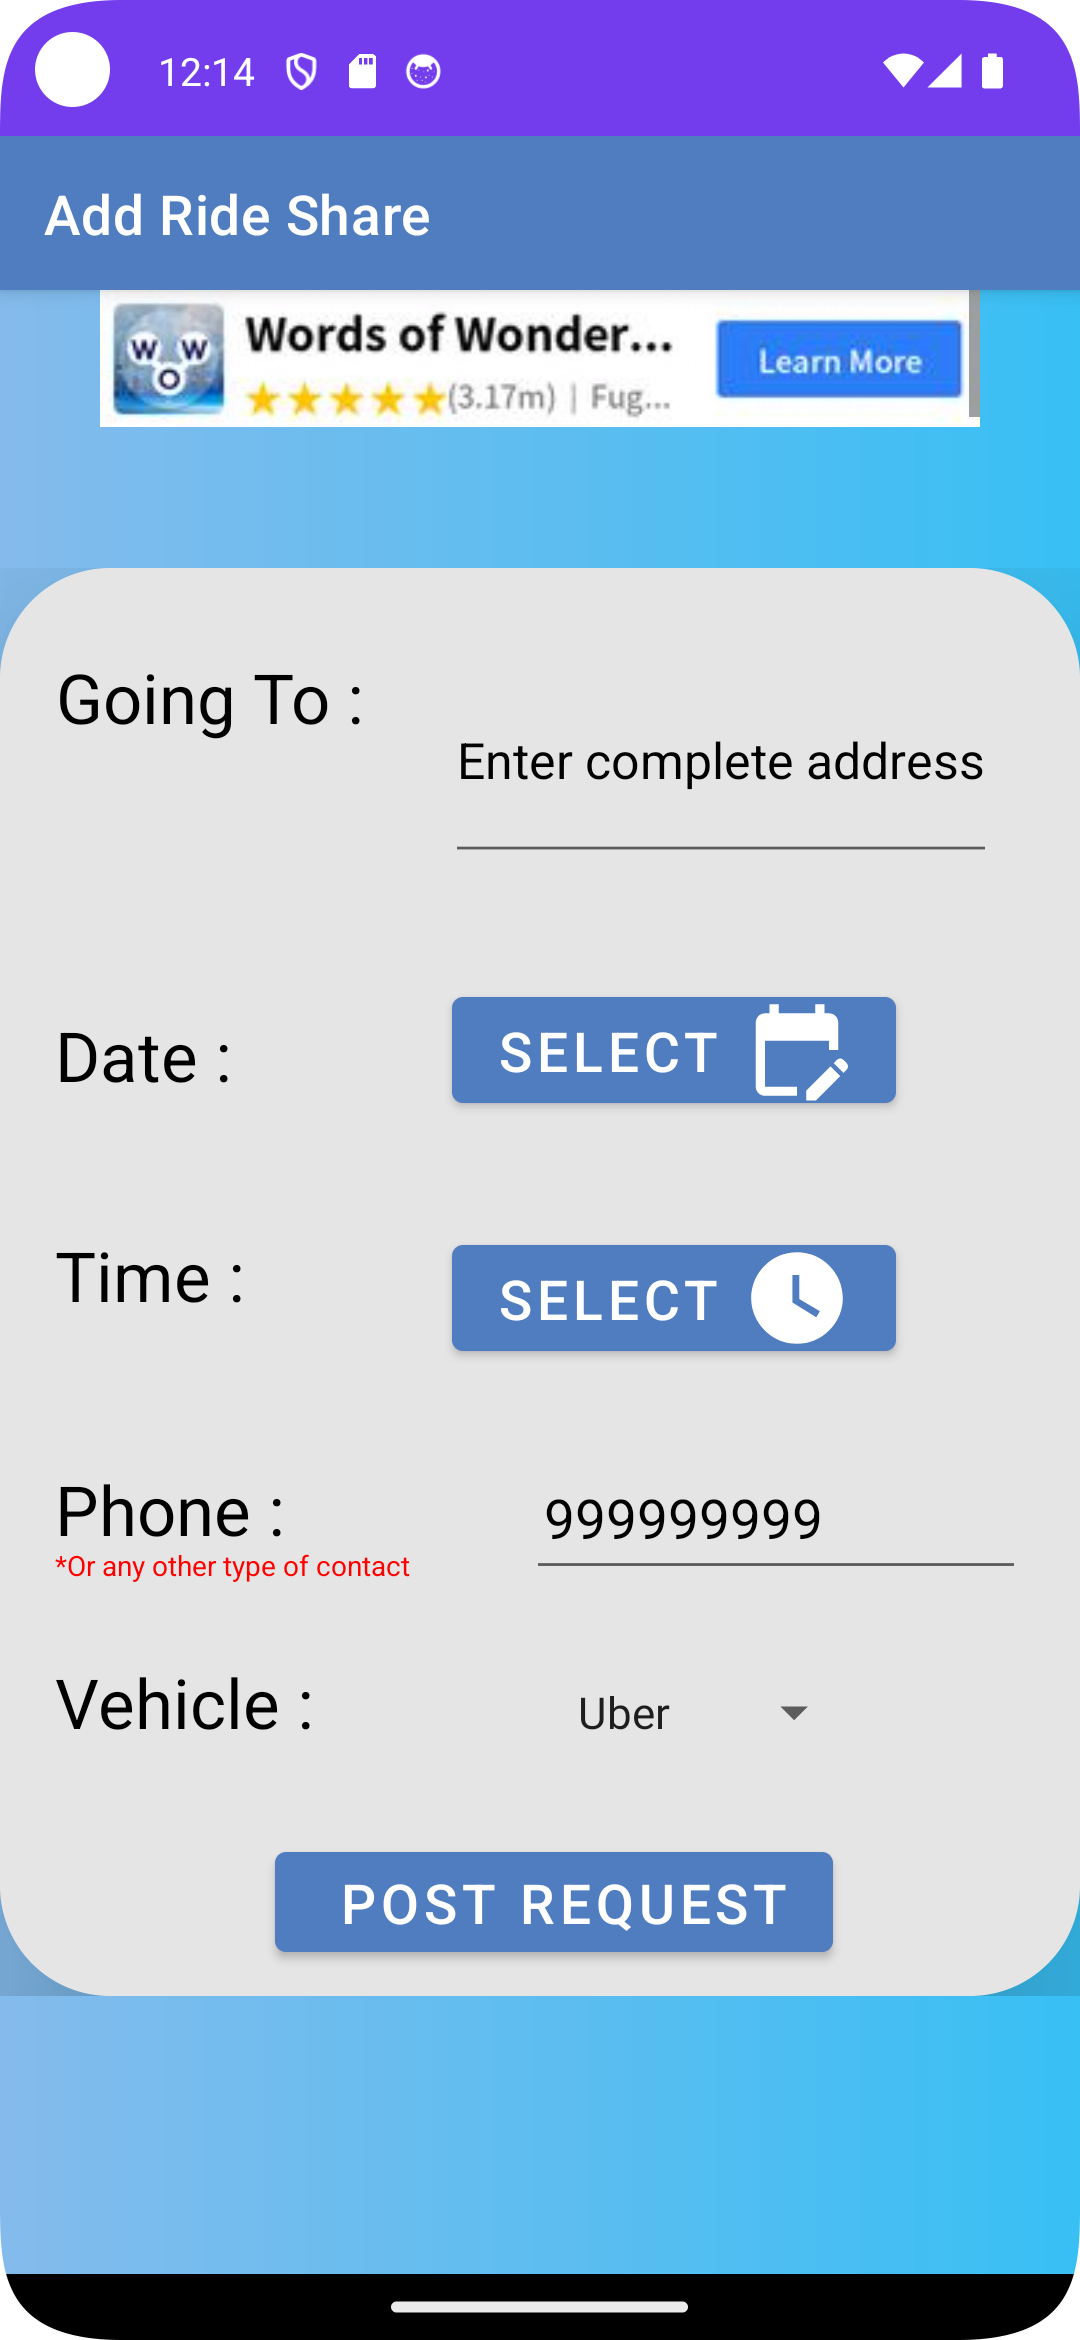 12:14
Add Ride Share
W W
O
Words of Wonder...
(3.17m) | Fug...
Learn More
Going To :
Enter complete address
Date :
SELECT
Time :
SELECT
Phone :
999999999
*Or any other type of contact
Vehicle :
Uber
POST REQUEST